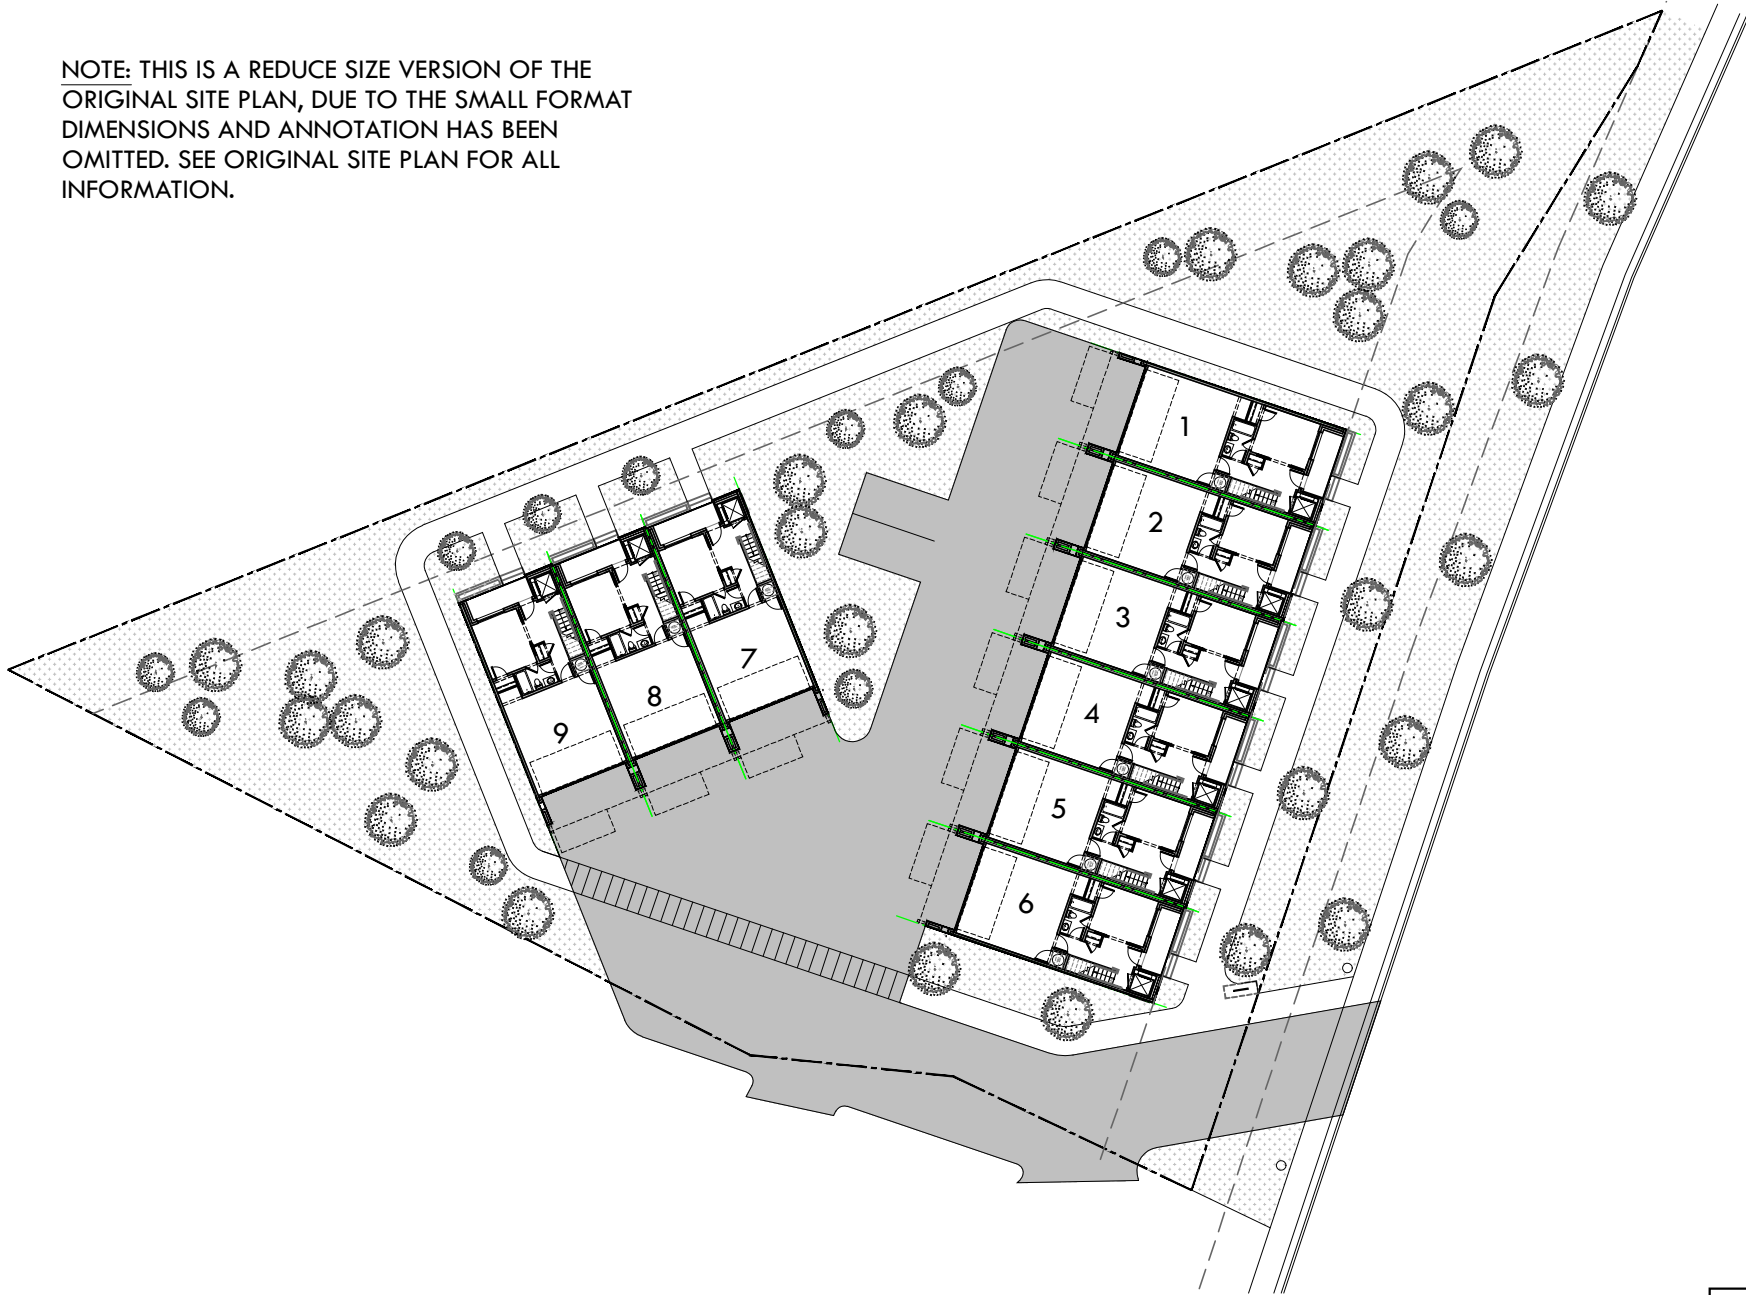 NOTE: THIS IS A REDUCE SIZE VERSION OF THE
ORIGINAL SITE PLAN, DUE TO THE SMALL FORMAT
DIMENSIONS AND ANNOTATION HAS BEEN
OMITTED. SEE ORIGINAL SITE PLAN FOR ALL
INFORMATION.
1
2
3
4
5
6
7
8
9